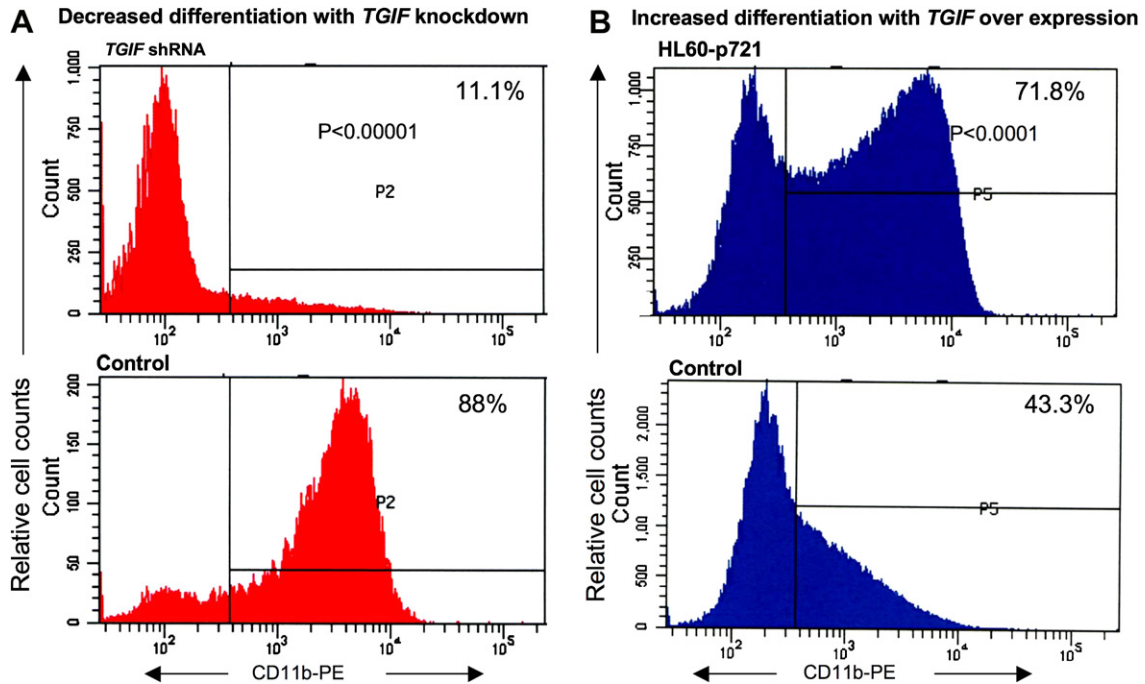 A Decreased differentiation with TGIF knockdown
TGIF shRNA
1,000
750
500
250
0
Count
11.1%
P<0.00001
P2
10² 10³ 10⁴ 10⁵
Control
200
150
100
50
0
Relative cell counts
Count
88%
P2
10² 10³ 10⁴ 10⁵
CD11b-PE
B Increased differentiation with TGIF over expression
HL60-p721
1,000
750
500
250
Count
71.8%
P<0.0001
P5
10² 10³ 10⁴ 10⁵
Control
2,000
1,500
1,000
500
0
Relative cell counts
Count
43.3%
P5
10² 10³ 10⁴ 10⁵
CD11b-PE